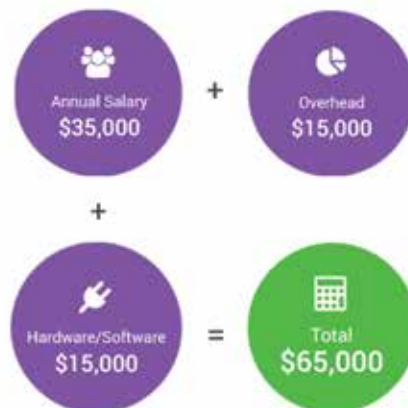 Annual Salary
$35,000
+
Overhead
$15,000
+
Hardware/Software
$15,000
=
Total
$65,000